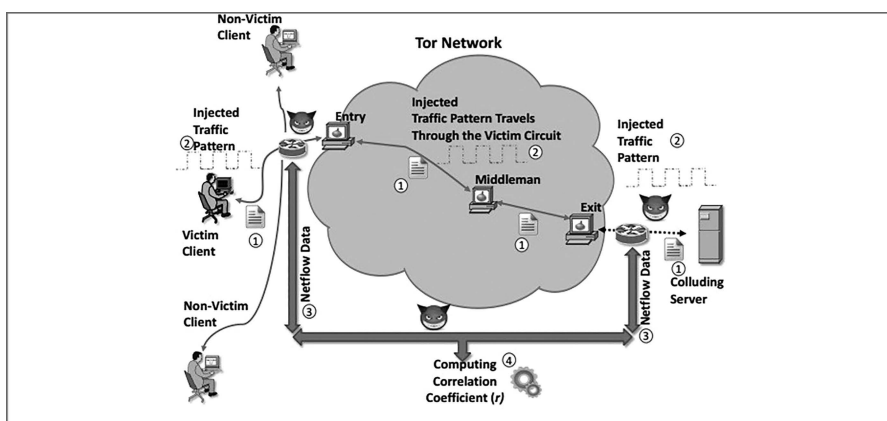 Non-Victim
Client
Tor Network
Injected
Traffic
② Pattern
Entry
Injected
Traffic Pattern Travels
Through the Victim Circuit
②
Injected
Traffic ②
Pattern
①
Middleman
Victim
Client
①
①
Exit
①
Colluding
Server
Netflow Data
③
Netflow Data
③
Non-Victim
Client
Computing ④
Correlation
Coefficient (r)